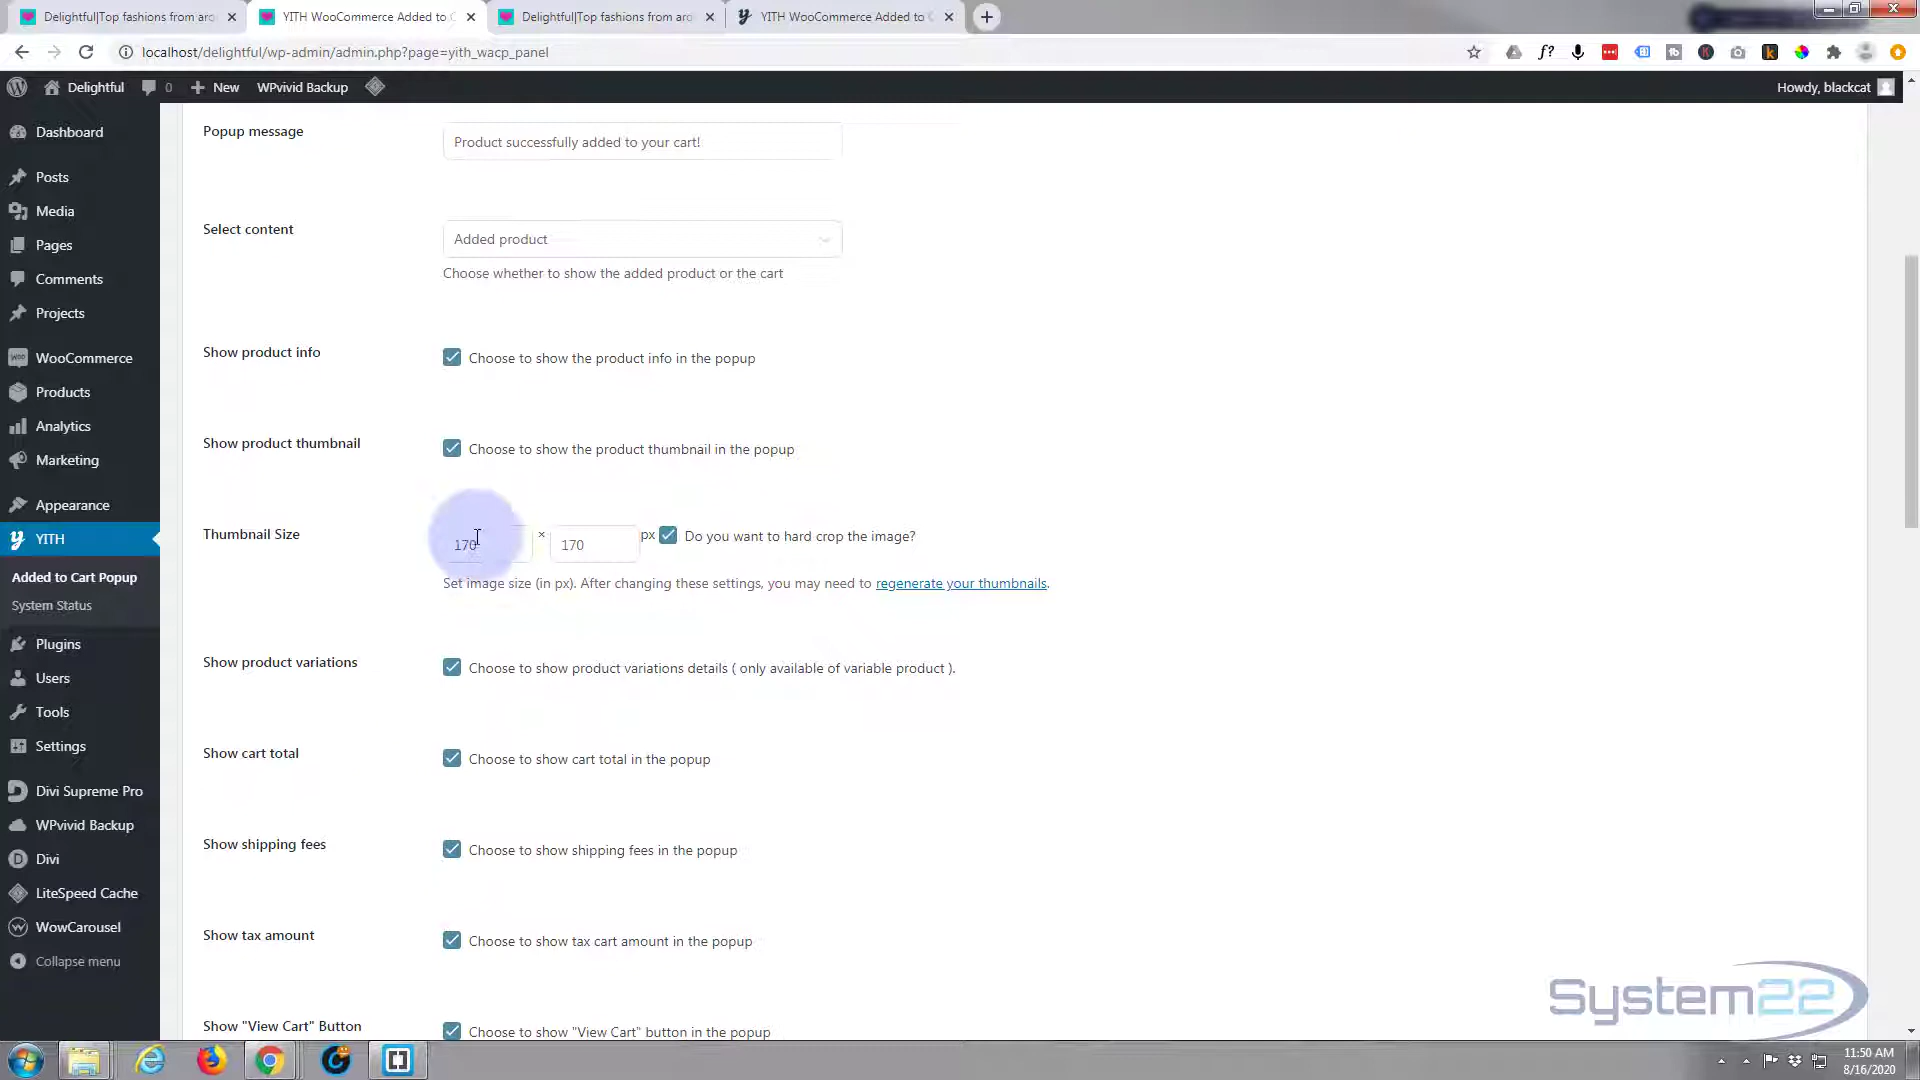 Delightful|Top fashions from aro
YITH WooCommerce Added to C
Delightful|Top fashions from aro
YITH WooCommerce Added to C
localhost/delightful/wp-admin/admin.php?page=yith_wacp_panel
Delightful
0
New
WPvivid Backup
Howdy, blackcat
Dashboard
Posts
Media
Pages
Comments
Projects
WooCommerce
Products
Analytics
Marketing
Appearance
YITH
Added to Cart Popup
System Status
Plugins
Users
Tools
Settings
Divi Supreme Pro
WPvivid Backup
Divi
LiteSpeed Cache
WowCarousel
Collapse menu
Popup message
Product successfully added to your cart!
Select content
Added product
Choose whether to show the added product or the cart
Show product info
Choose to show the product info in the popup
Show product thumbnail
Choose to show the product thumbnail in the popup
Thumbnail Size
170 × 170 px Do you want to hard crop the image?
Set image size (in px). After changing these settings, you may need to regenerate your thumbnails.
Show product variations
Choose to show product variations details ( only available of variable product ).
Show cart total
Choose to show cart total in the popup
Show shipping fees
Choose to show shipping fees in the popup
Show tax amount
Choose to show tax cart amount in the popup
Show "View Cart" Button
Choose to show "View Cart" button in the popup
System22
11:50 AM
8/16/2020